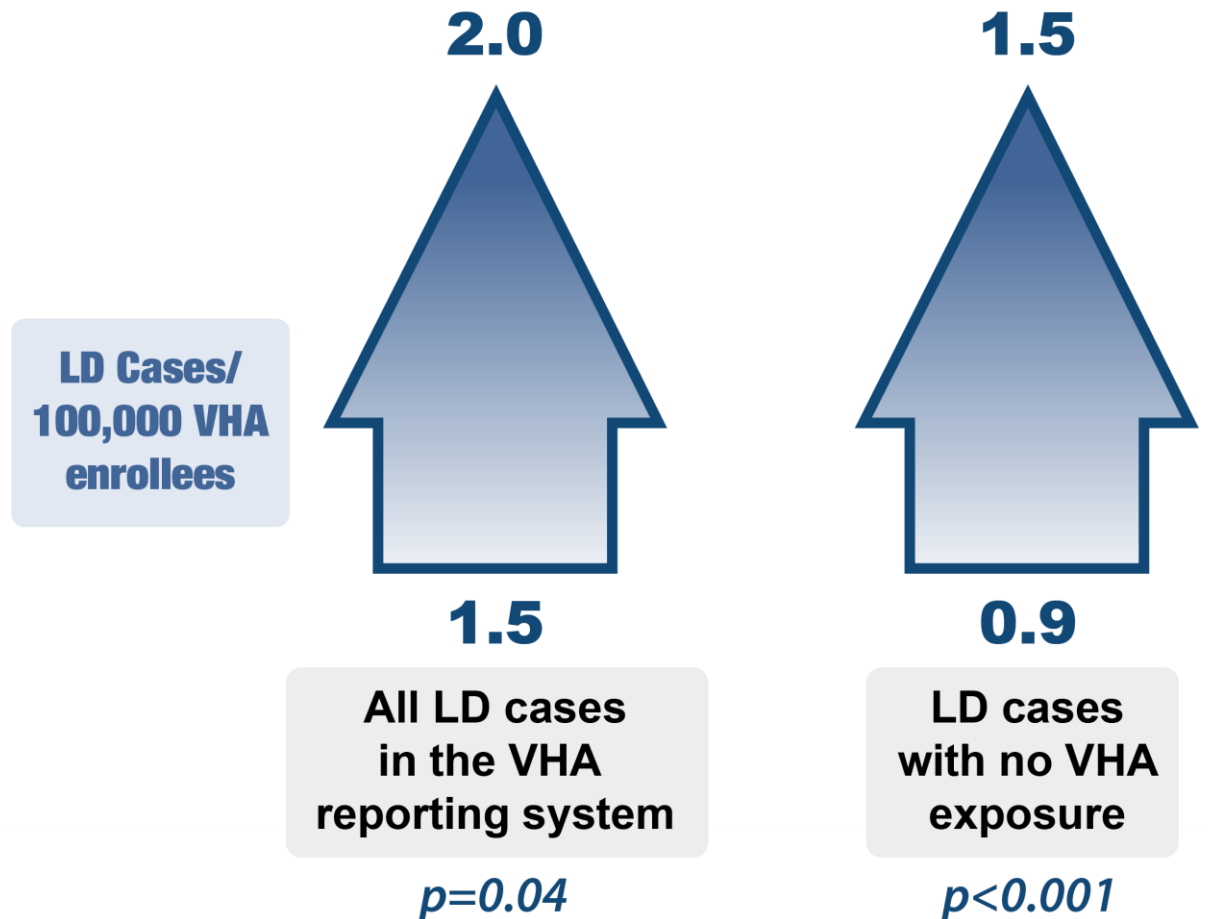 2.0
1.5
LD Cases/
100,000 VHA
enrollees
1.5
0.9
All LD cases
in the VHA
reporting system
LD cases
with no VHA
exposure
p=0.04
p<0.001